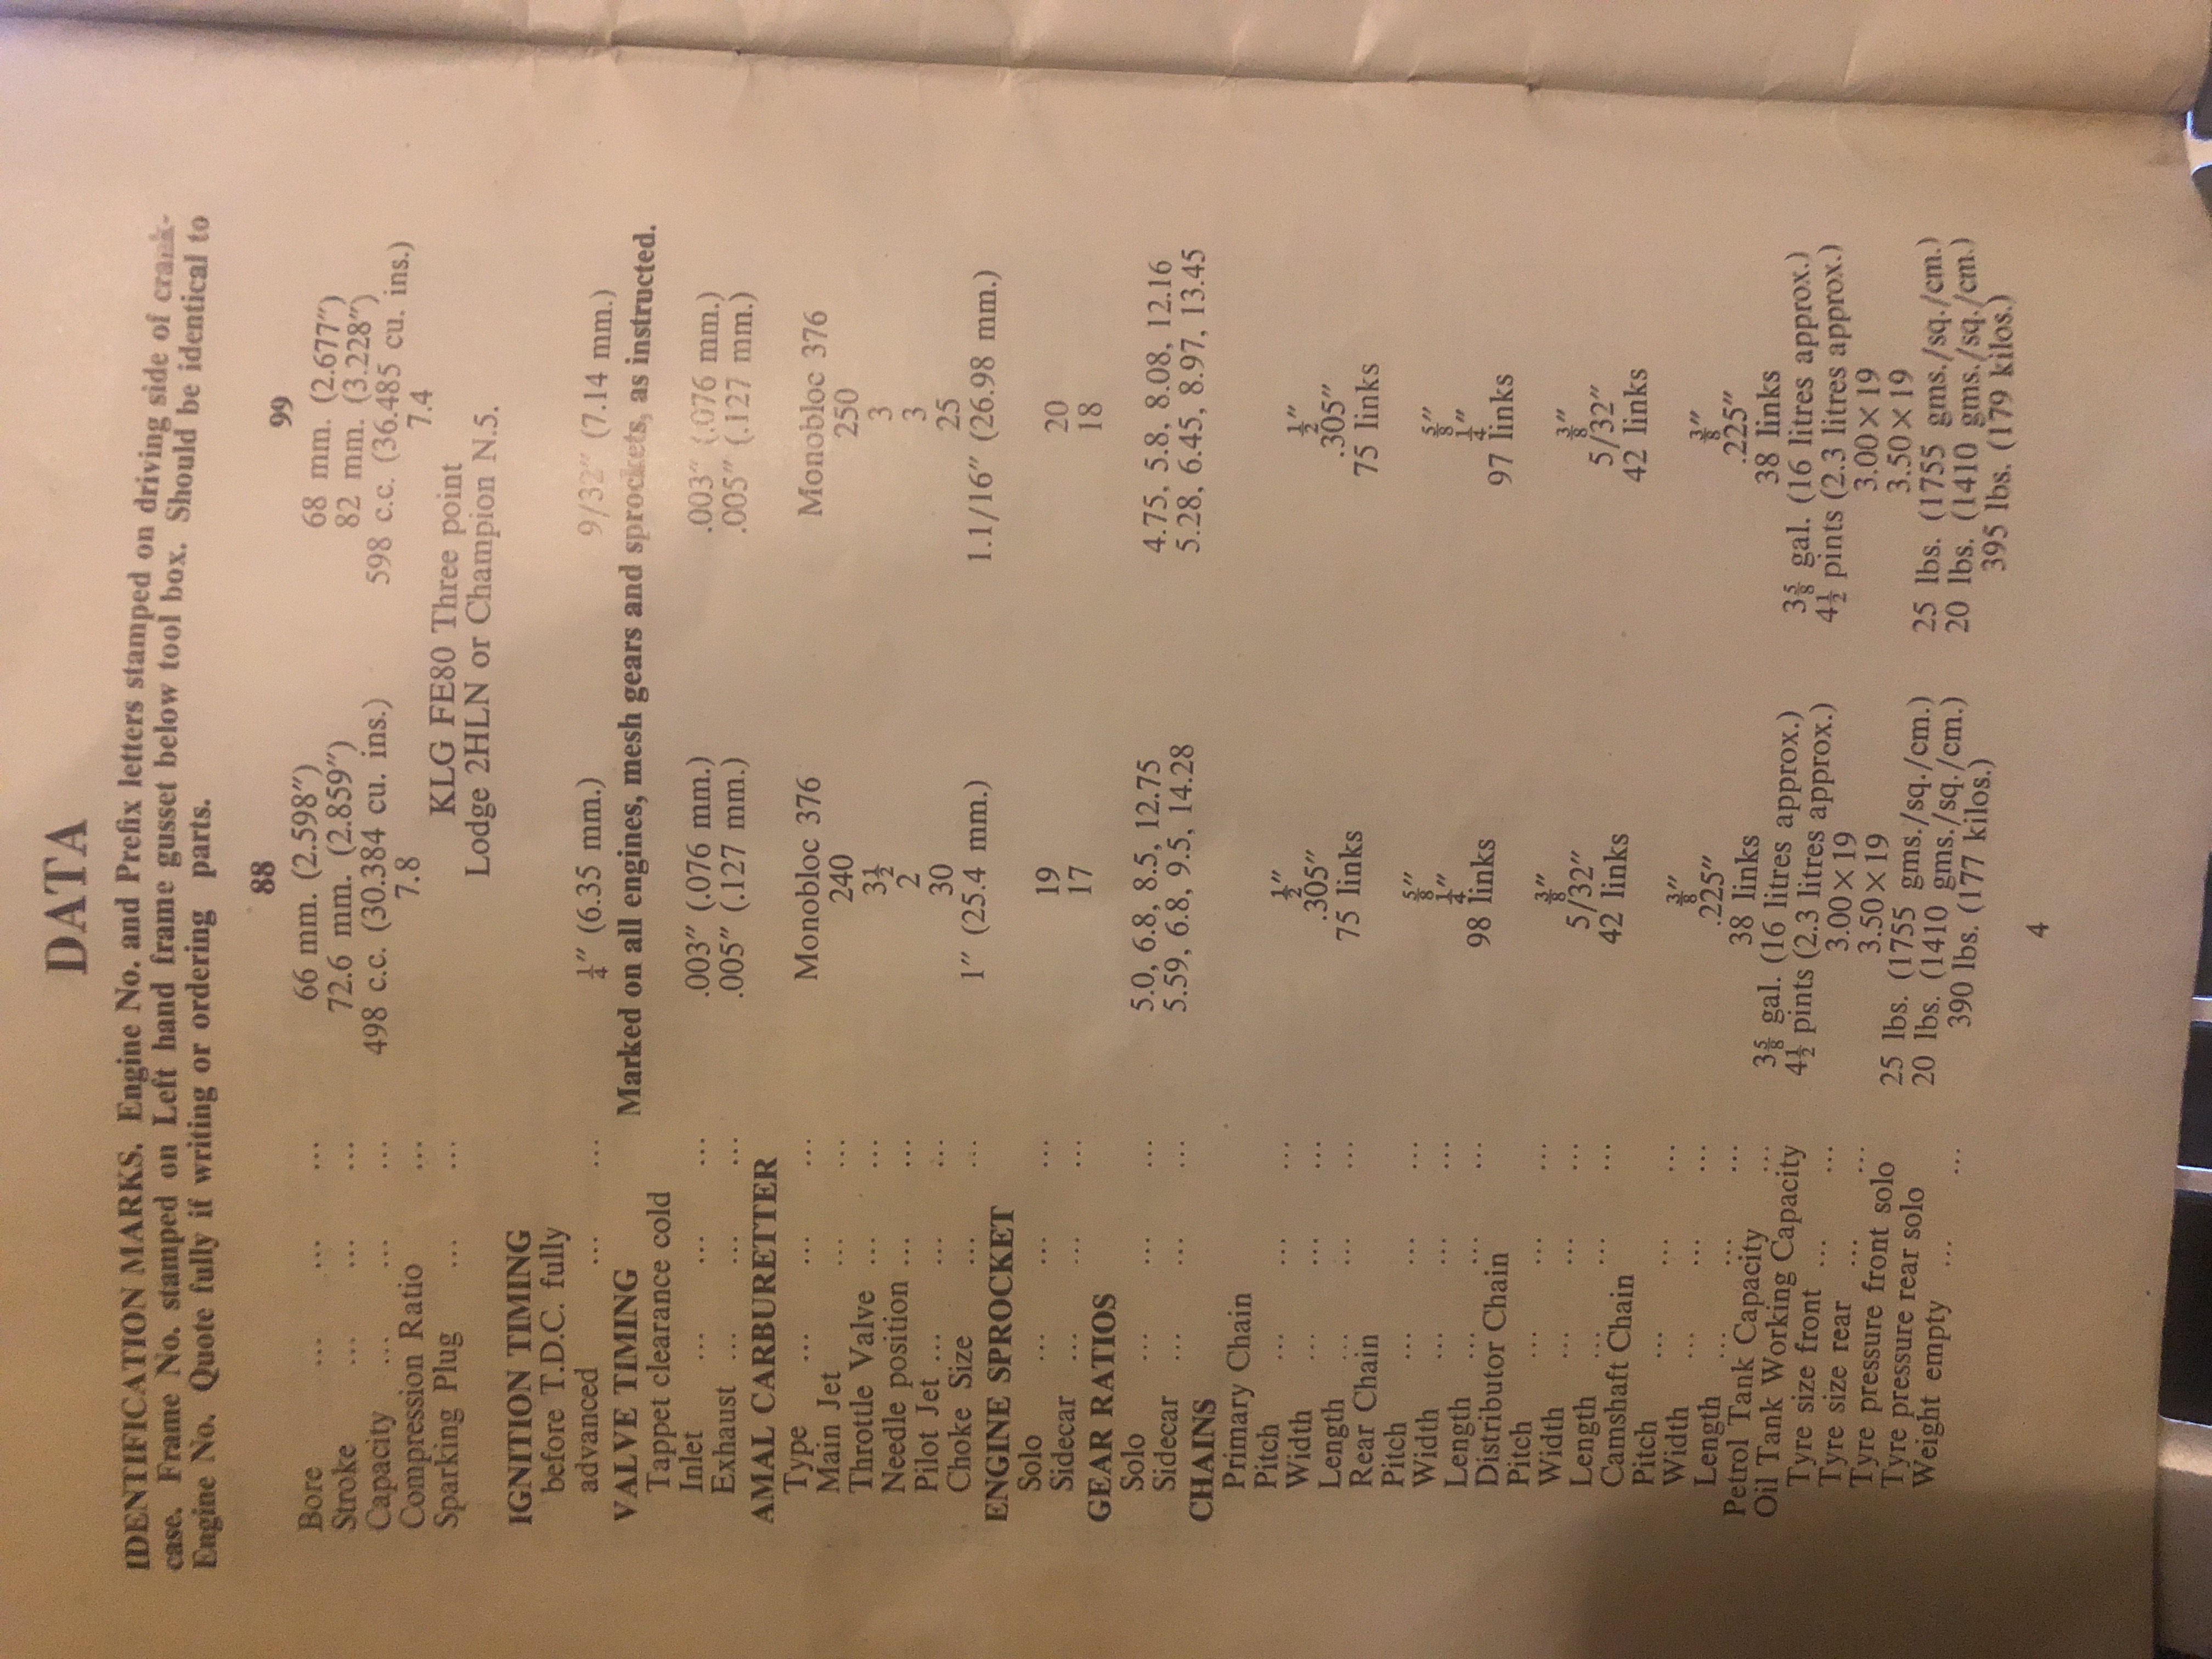 DATA
IDENTIFICATION MARKS. Engine No. and Prefix letters stamped on driving side of crank-
case. Frame No. stamped on Left hand frame gusset below tool box. Should be identical to
Engine No. Quote fully if writing or ordering parts.
88 99
Bore ... ... ... 66 mm. (2.598″) 68 mm. (2.677″)
Stroke ... ... ... 72.6 mm. (2.859″) 82 mm. (3.228″)
Capacity ... ... ... 498 c.c. (30.384 cu. ins.) 598 c.c. (36.485 cu. ins.)
Compression Ratio ... 7.8 7.4
Sparking Plug ... ... KLG FE80 Three point
Lodge 2HLN or Champion N.5.
IGNITION TIMING
before T.D.C. fully
advanced ... ... ¼″ (6.35 mm.) 9/32″ (7.14 mm.)
VALVE TIMING Marked on all engines, mesh gears and sprockets, as instructed.
Tappet clearance cold
Inlet ... ... ... .003″ (.076 mm.) .003″ (.076 mm.)
Exhaust ... ... ... .005″ (.127 mm.) .005″ (.127 mm.)
AMAL CARBURETTER
Type ... ... ... Monobloc 376 Monobloc 376
Main Jet ... ... 240 250
Throttle Valve ... ... 3½ 3
Needle position ... ... 2 3
Pilot Jet ... ... ... 30 25
Choke Size ... ... 1″ (25.4 mm.) 1.1/16″ (26.98 mm.)
ENGINE SPROCKET
Solo ... ... ... 19 20
Sidecar ... ... ... 17 18
GEAR RATIOS
Solo ... ... ... 5.0, 6.8, 8.5, 12.75 4.75, 5.8, 8.08, 12.16
Sidecar ... ... ... 5.59, 6.8, 9.5, 14.28 5.28, 6.45, 8.97, 13.45
CHAINS
Primary Chain
Pitch ... ... ... ½″ ½″
Width ... ... ... .305″ .305″
Length ... ... ... 75 links 75 links
Rear Chain
Pitch ... ... ... ⅝″ ⅝″
Width ... ... ... ¼″ ¼″
Length ... ... ... 98 links 97 links
Distributor Chain
Pitch ... ... ... ⅜″ ⅜″
Width ... ... ... 5/32″ 5/32″
Length ... ... ... 42 links 42 links
Camshaft Chain
Pitch ... ... ... ⅜″ ⅜″
Width ... ... ... .225″ .225″
Length ... ... ... 38 links 38 links
Petrol Tank Capacity ... 3⅝ gal. (16 litres approx.) 3⅝ gal. (16 litres approx.)
Oil Tank Working Capacity 4½ pints (2.3 litres approx.) 4½ pints (2.3 litres approx.)
Tyre size front ... ... 3.00×19 3.00×19
Tyre size rear ... ... 3.50×19 3.50×19
Tyre pressure front solo 25 lbs. (1755 gms./sq./cm.) 25 lbs. (1755 gms./sq./cm.)
Tyre pressure rear solo 20 lbs. (1410 gms./sq./cm.) 20 lbs. (1410 gms./sq./cm.)
Weight empty ... ... 390 lbs. (177 kilos.) 395 lbs. (179 kilos.)
4